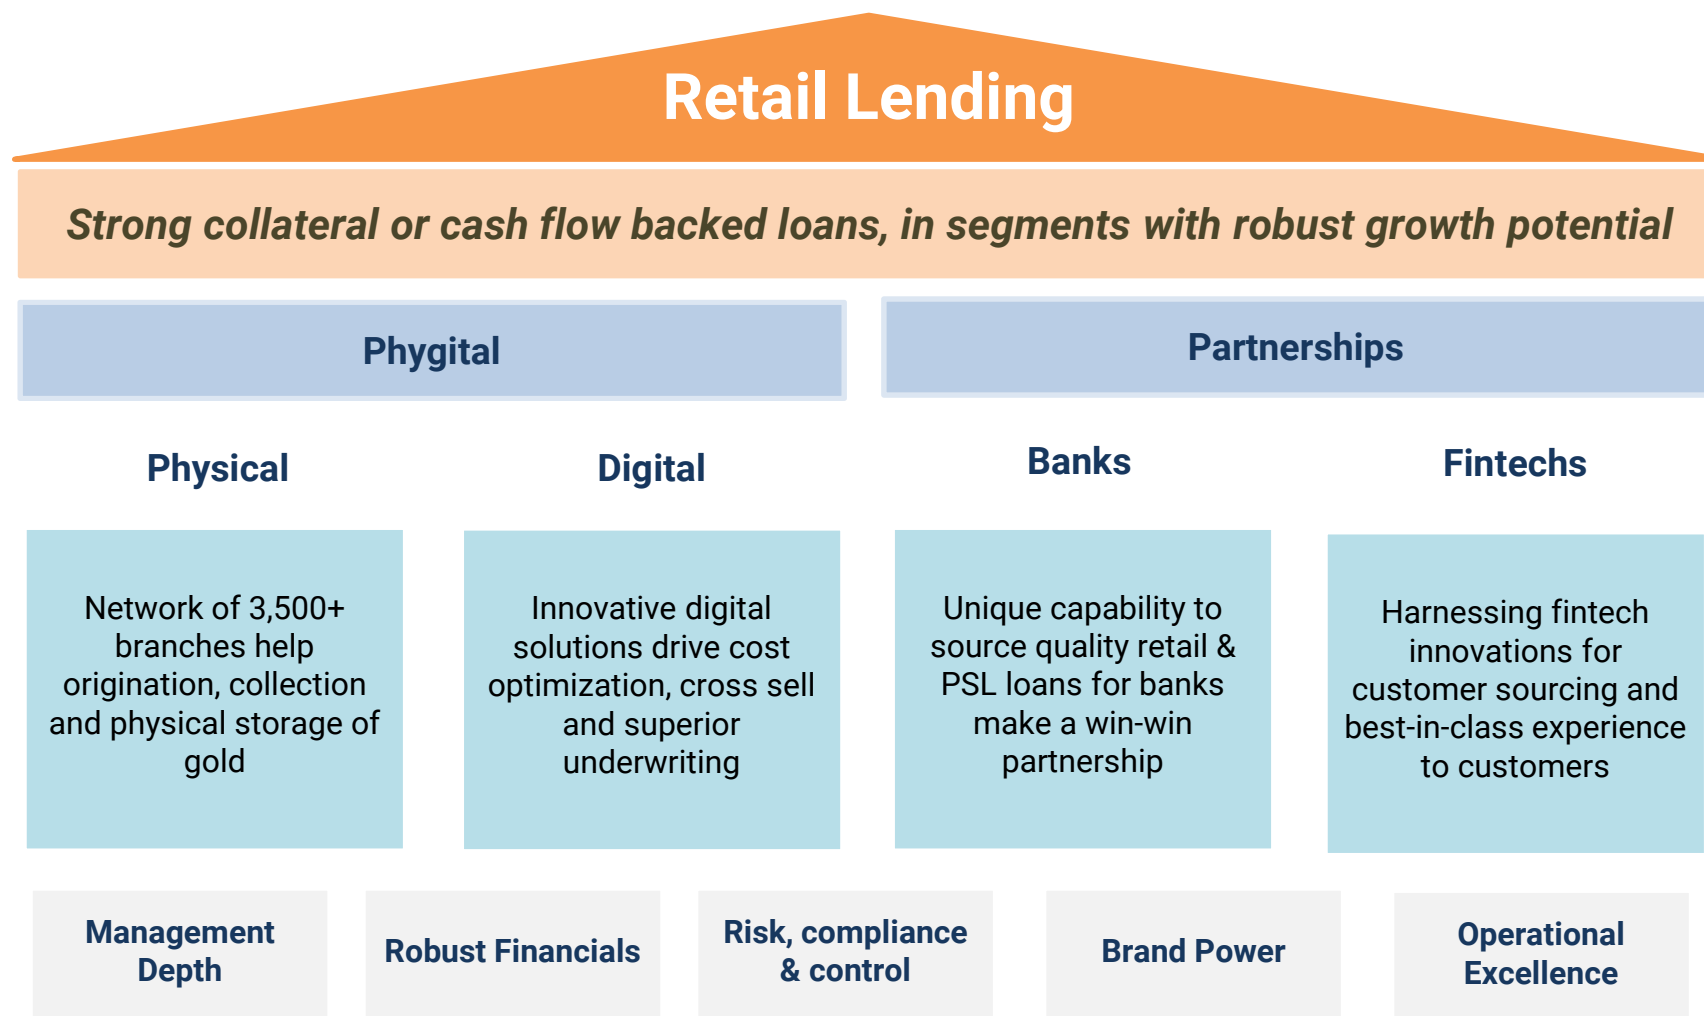 Retail Lending
Strong collateral or cash flow backed loans, in segments with robust growth potential
Phygital
Partnerships
Physical
Digital
Banks
Fintechs
Network of 3,500+
branches help
origination, collection
and physical storage of
gold
Innovative digital
solutions drive cost
optimization, cross sell
and superior
underwriting
Unique capability to
source quality retail &
PSL loans for banks
make a win-win
partnership
Harnessing fintech
innovations for
customer sourcing and
best-in-class experience
to customers
Management
Depth
Robust Financials
Risk, compliance
& control
Brand Power
Operational
Excellence